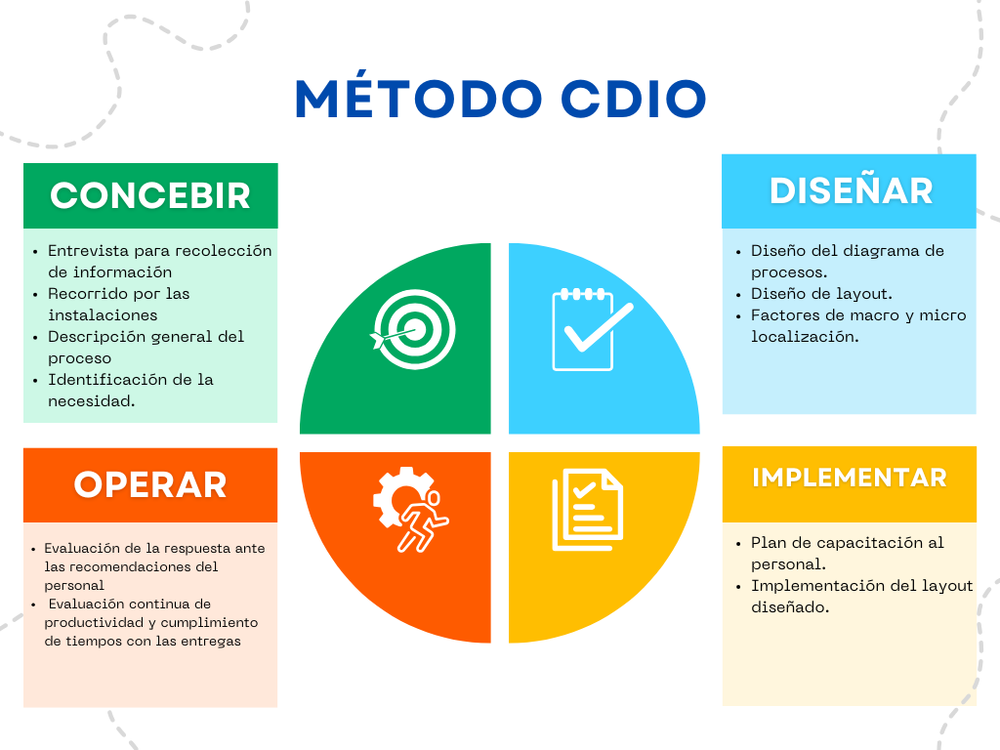 MÉTODO CDIO
CONCEBIR
• Entrevista para recolección
de información
• Recorrido por las
instalaciones
• Descripción general del
proceso
• Identificación de la
necesidad.
DISEÑAR
• Diseño del diagrama de
procesos.
• Diseño de layout.
• Factores de macro y micro
localización.
OPERAR
• Evaluación de la respuesta ante
las recomendaciones del
personal
• Evaluación continua de
productividad y cumplimiento
de tiempos con las entregas
IMPLEMENTAR
• Plan de capacitación al
personal.
• Implementación del layout
diseñado.